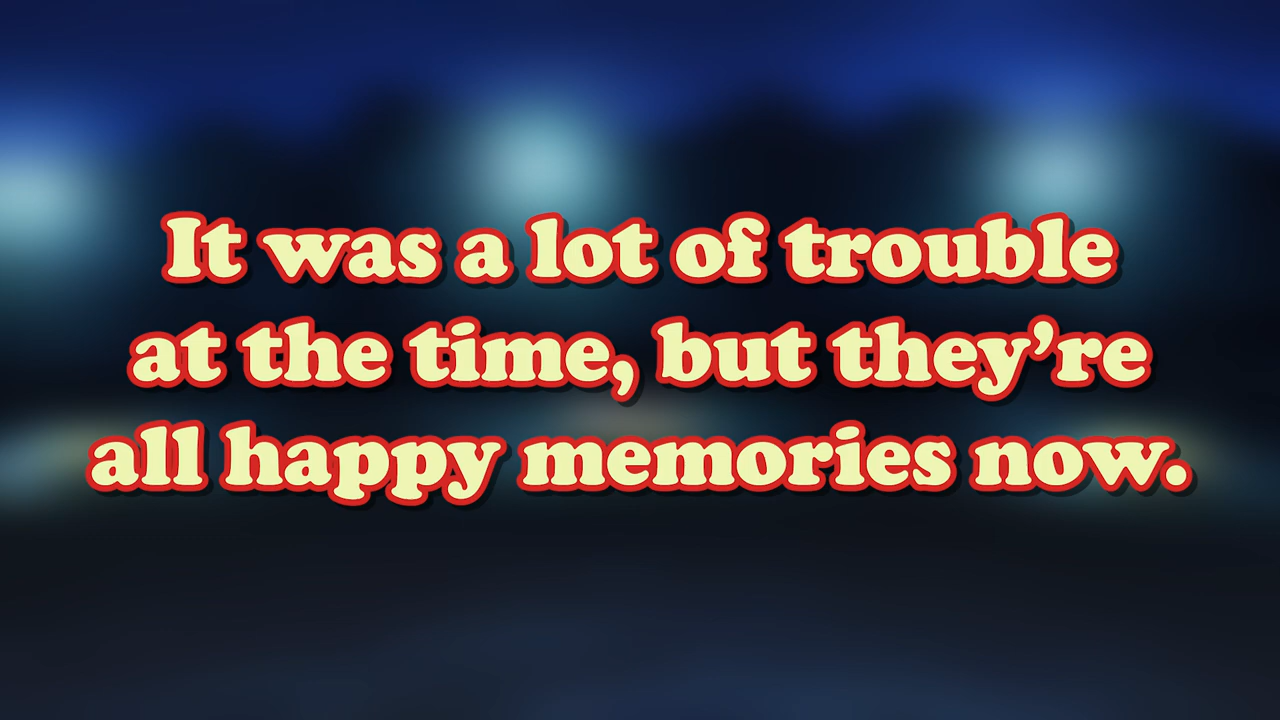 It was a lot of trouble
at the time, but they’re
all happy memories now.